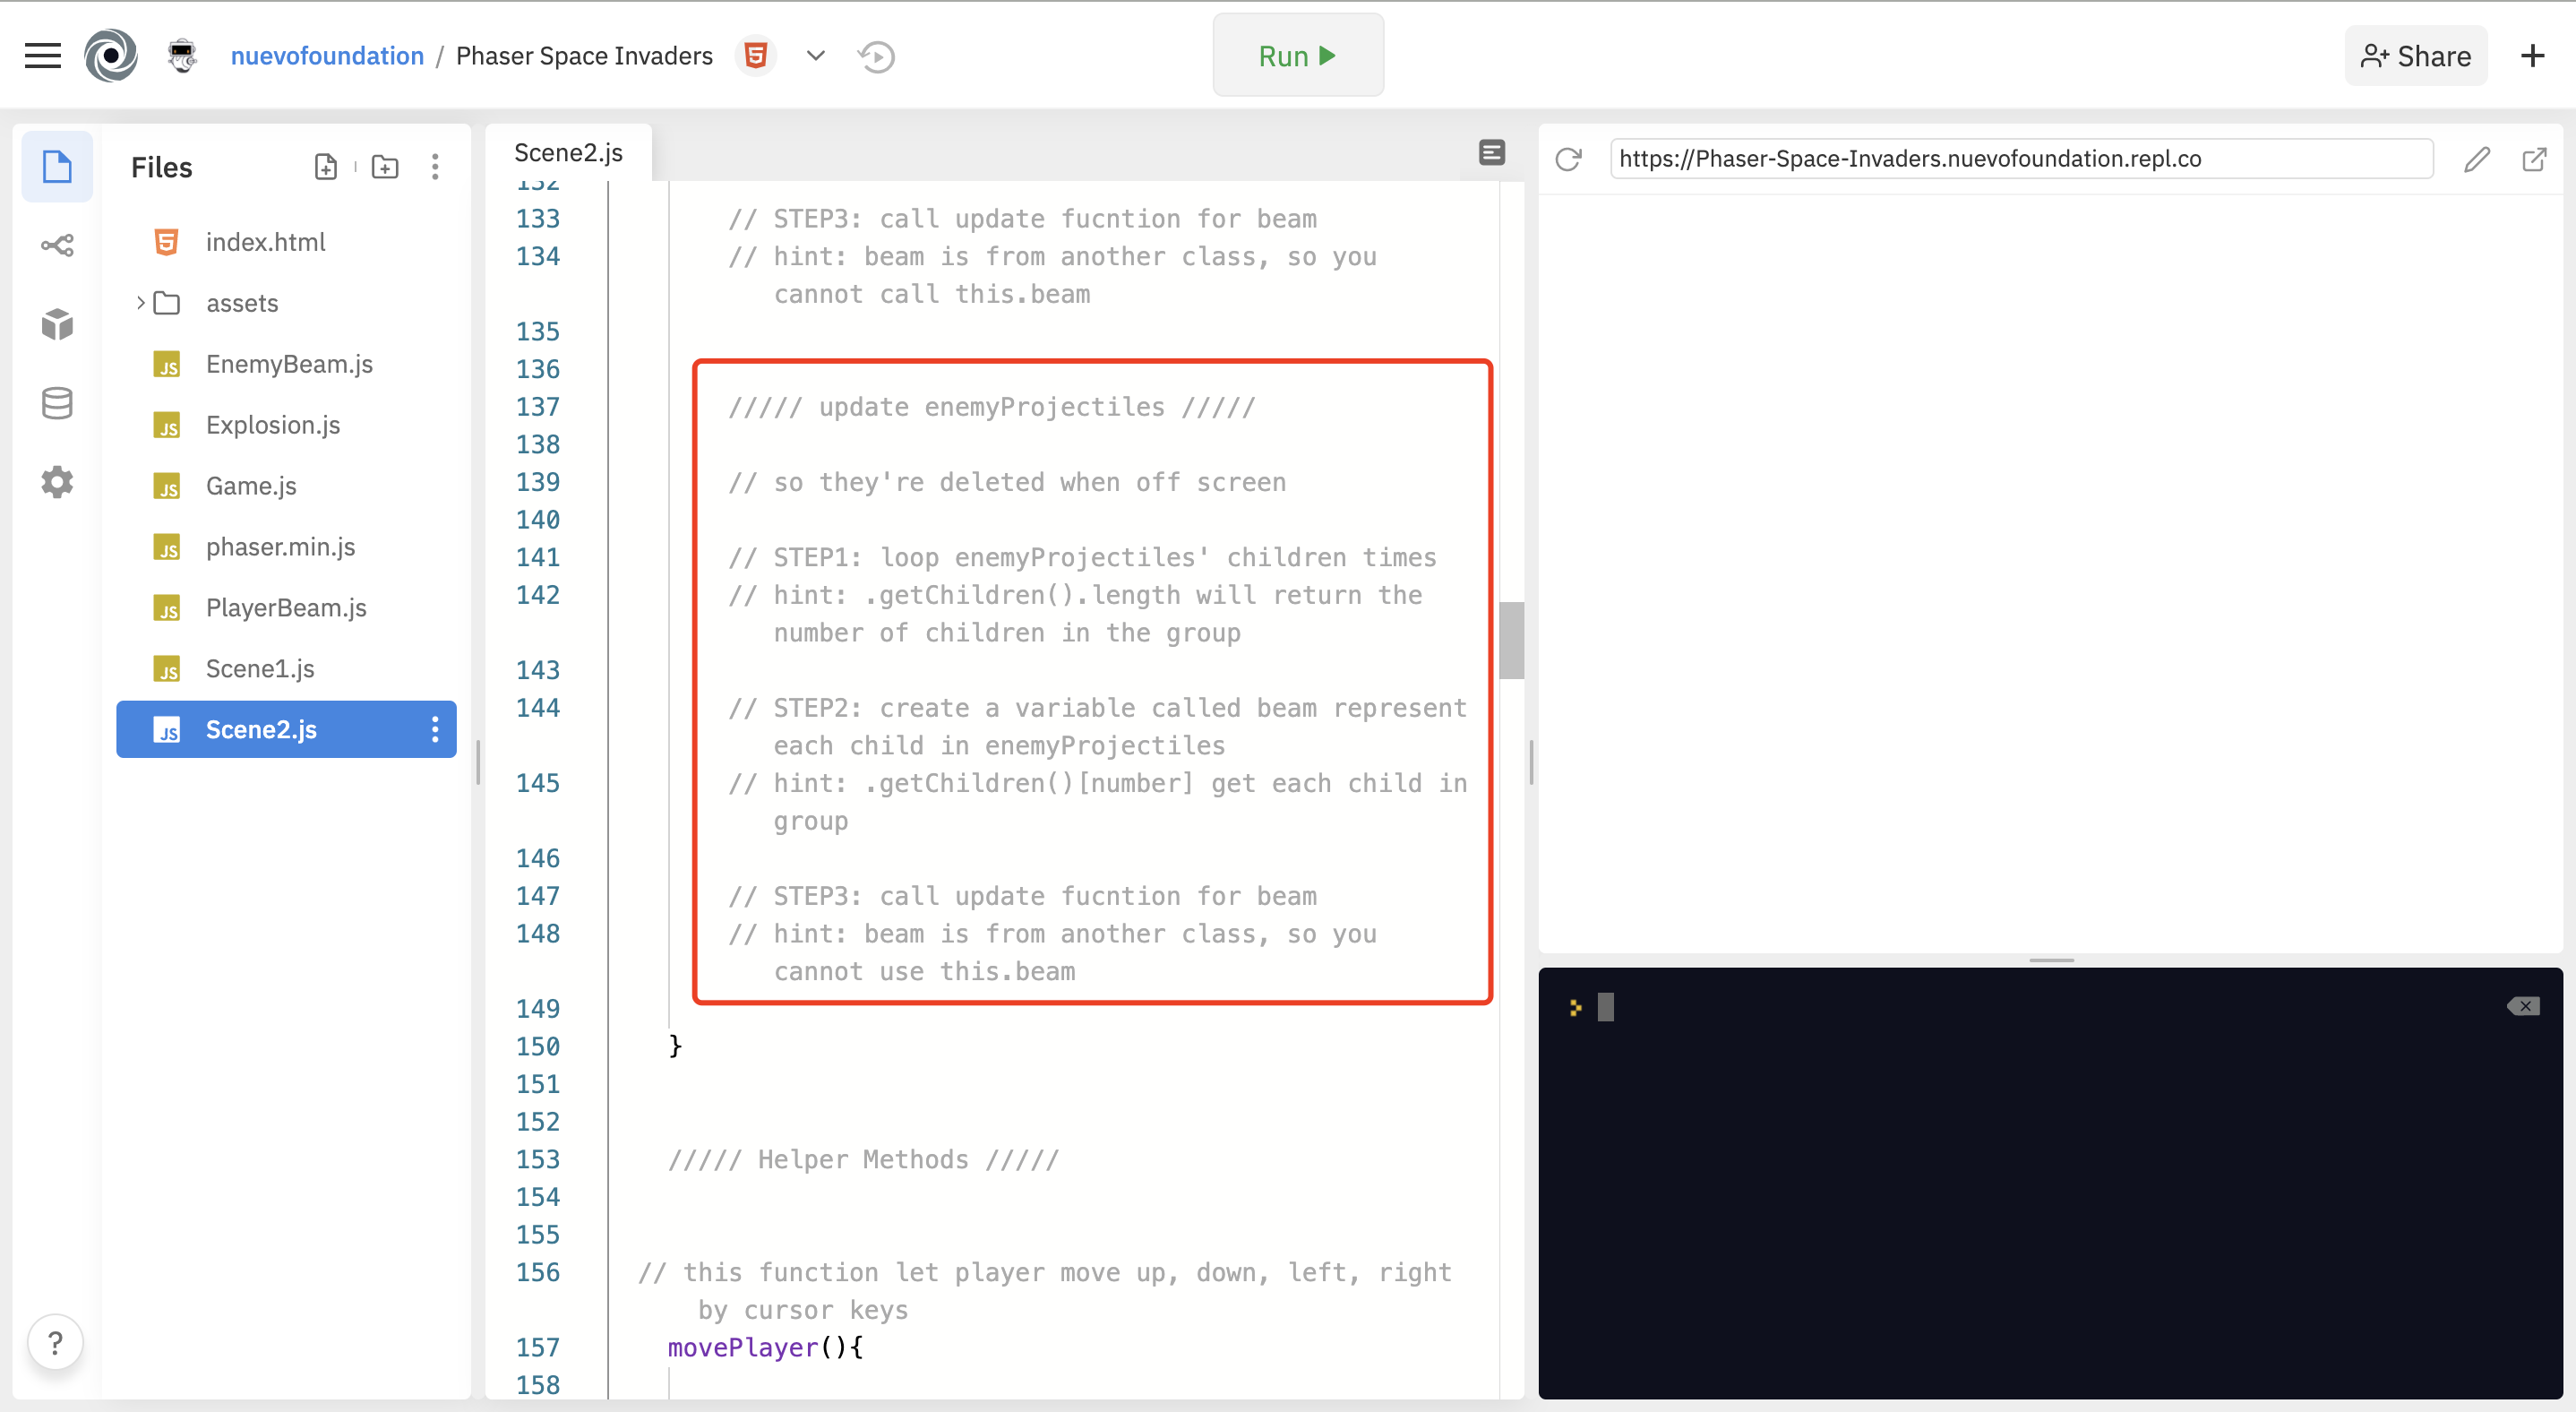 nuevofoundation / Phaser Space Invaders
Run
Share
Files
index.html
assets
EnemyBeam.js
Explosion.js
Game.js
phaser.min.js
PlayerBeam.js
Scene1.js
Scene2.js
Scene2.js
132
133 // STEP3: call update fucntion for beam
134 // hint: beam is from another class, so you
cannot call this.beam
135
136
137 ///// update enemyProjectiles /////
138
139 // so they're deleted when off screen
140
141 // STEP1: loop enemyProjectiles' children times
142 // hint: .getChildren().length will return the
number of children in the group
143
144 // STEP2: create a variable called beam represent
each child in enemyProjectiles
145 // hint: .getChildren()[number] get each child in
group
146
147 // STEP3: call update fucntion for beam
148 // hint: beam is from another class, so you
cannot use this.beam
149
150 }
151
152
153 ///// Helper Methods /////
154
155
156 // this function let player move up, down, left, right
by cursor keys
157 movePlayer(){
158
https://Phaser-Space-Invaders.nuevofoundation.repl.co
?